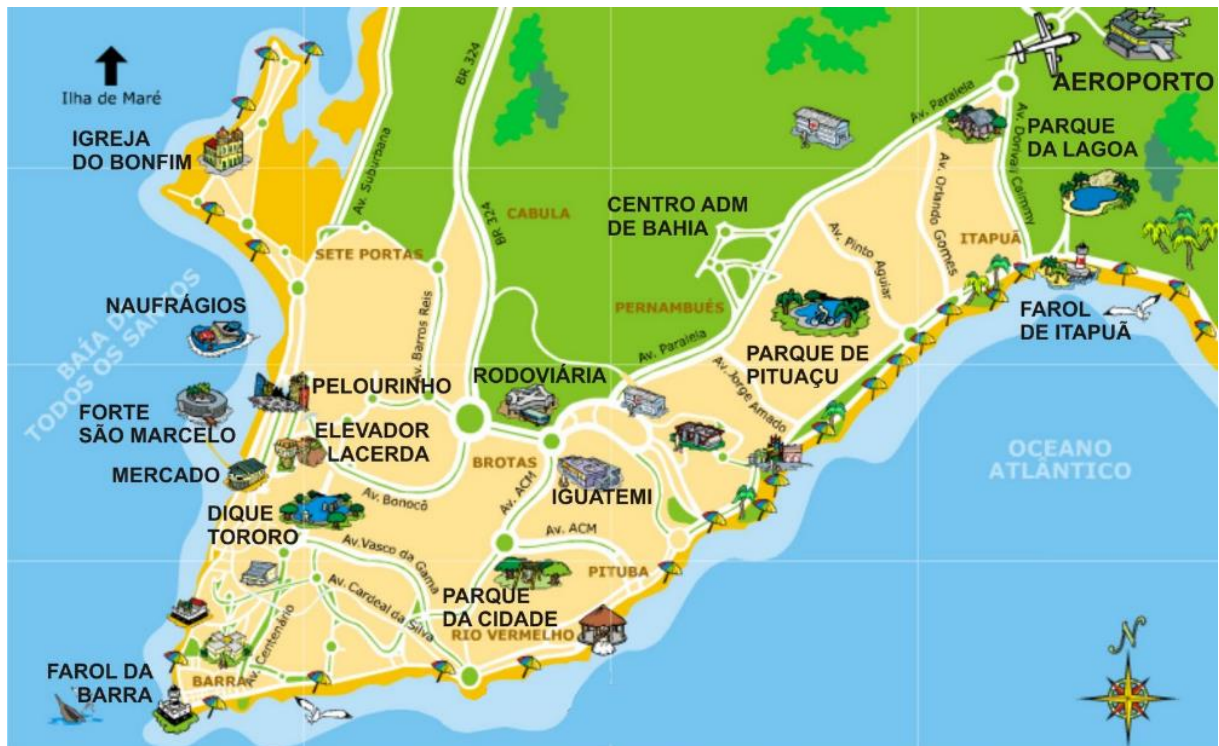 Ilha de Maré
IGREJA
DO BONFIM
Av. Suburbana
BR 324
BR 324
CABULA
SETE PORTAS
CENTRO ADM
DE BAHIA
Av. Paralela
AEROPORTO
PARQUE
DA LAGOA
Av. Dorival Caimmy
Av. Orlando Gomes
ITAPUÃ
Av. Pinto Aguiar
FAROL
DE ITAPUÃ
NAUFRÁGIOS
BAÍA DE
TODOS OS SANTOS
Av. Barros Reis
PERNAMBUÉS
Av. Paralela
PARQUE DE
PITUAÇU
Av. Jorge Amado
PELOURINHO
RODOVIÁRIA
FORTE
SÃO MARCELO
ELEVADOR
LACERDA
MERCADO
BROTAS
IGUATEMI
OCEANO
ATLÂNTICO
Av. Bonocô
Av. ACM
Av. ACM
DIQUE
TORORO
Av. Vasco da Gama
PITUBA
PARQUE
DA CIDADE
Av. Cardeal da Silva
RIO VERMELHO
Av. Centenário
BARRA
FAROL DA
BARRA
N